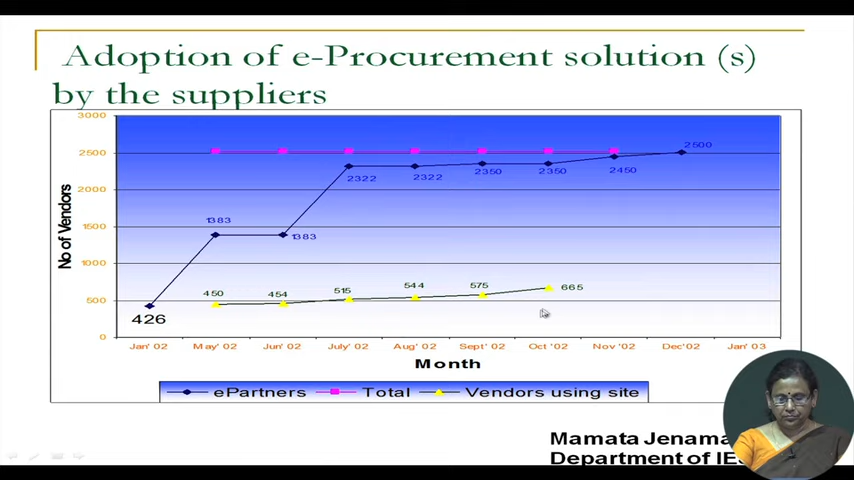 Adoption of e-Procurement solution (s)
by the suppliers
No of Vendors
3000
2500
2000
1500
1000
500
0
2500
2322
2322
2350
2350
2450
1383
1383
450
454
515
544
575
665
426
Jan' 02
May' 02
Jun' 02
July' 02
Aug' 02
Sept' 02
Oct '02
Nov '02
Dec'02
Jan' 03
Month
ePartners
Total
Vendors using site
Mamata Jenama
Department of IE